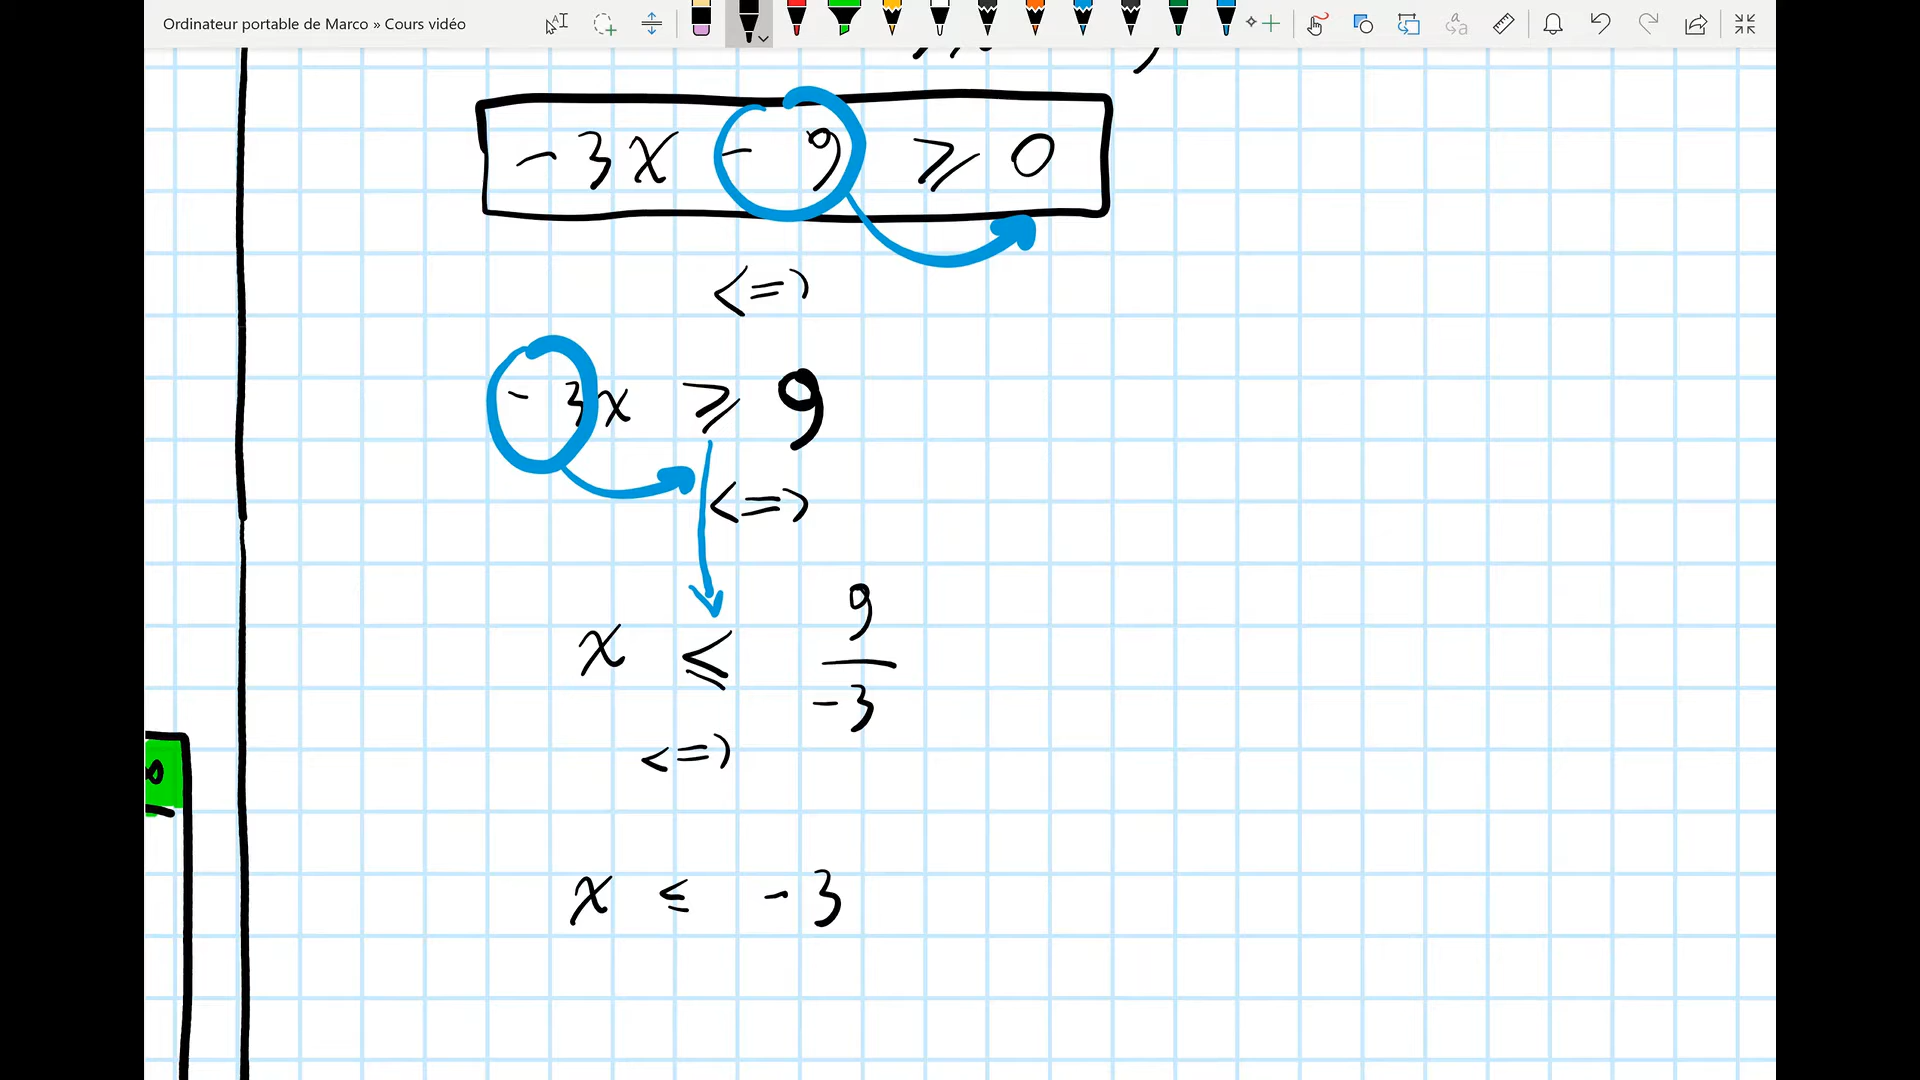 Ordinateur portable de Marco » Cours vidéo
-3x - 9 ⩾ 0
<=>
-3x ⩾ 9
<=>
x ≤ 9/-3
<=>
x ≤ -3